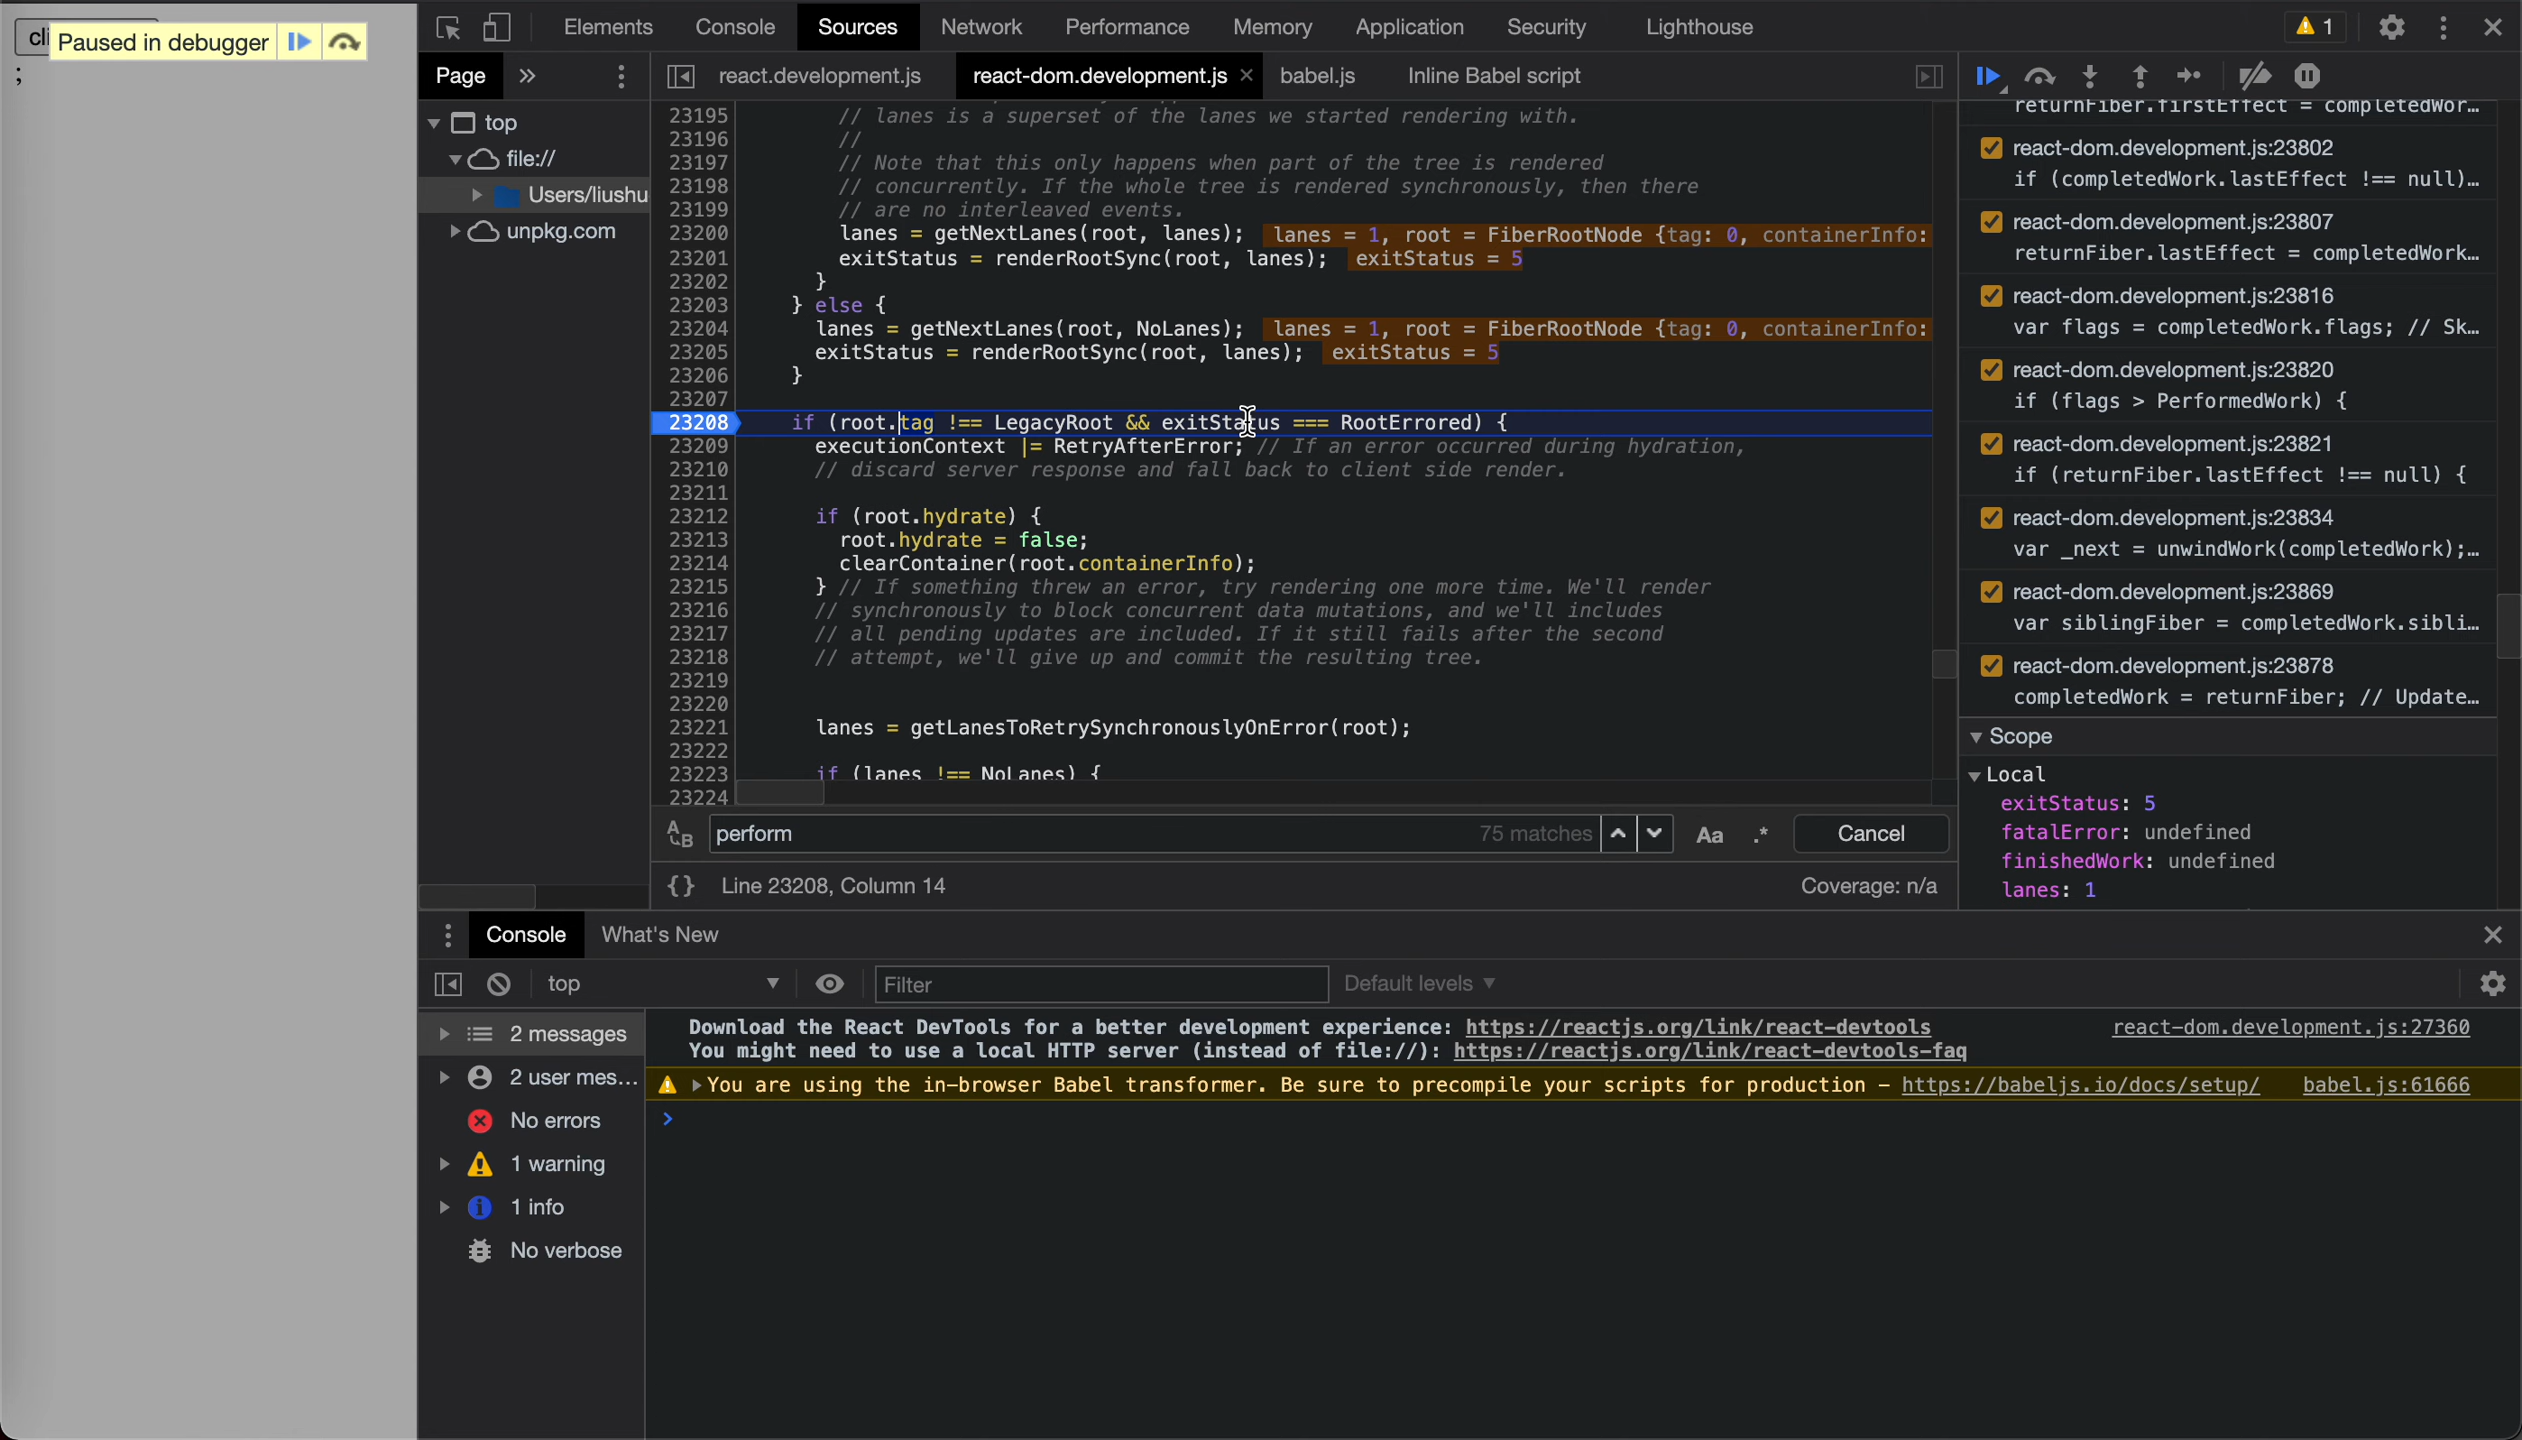 cli
Paused in debugger
;
Elements Console Sources Network Performance Memory Application Security Lighthouse 1
Page » react.development.js react-dom.development.js × babel.js Inline Babel script
top
file://
Users/liushu
unpkg.com
23195 // lanes is a superset of the lanes we started rendering with.
23196 //
23197 // Note that this only happens when part of the tree is rendered
23198 // concurrently. If the whole tree is rendered synchronously, then there
23199 // are no interleaved events.
23200 lanes = getNextLanes(root, lanes); lanes = 1, root = FiberRootNode {tag: 0, containerInfo:
23201 exitStatus = renderRootSync(root, lanes); exitStatus = 5
23202 }
23203 } else {
23204 lanes = getNextLanes(root, NoLanes); lanes = 1, root = FiberRootNode {tag: 0, containerInfo:
23205 exitStatus = renderRootSync(root, lanes); exitStatus = 5
23206 }
23207
23208 if (root.tag !== LegacyRoot && exitStatus === RootErrored) {
23209 executionContext |= RetryAfterError; // If an error occurred during hydration,
23210 // discard server response and fall back to client side render.
23211
23212 if (root.hydrate) {
23213 root.hydrate = false;
23214 clearContainer(root.containerInfo);
23215 } // If something threw an error, try rendering one more time. We'll render
23216 // synchronously to block concurrent data mutations, and we'll includes
23217 // all pending updates are included. If it still fails after the second
23218 // attempt, we'll give up and commit the resulting tree.
23219
23220
23221 lanes = getLanesToRetrySynchronouslyOnError(root);
23222
23223 if (lanes !== NoLanes) {
23224
perform 75 matches Aa .* Cancel
{} Line 23208, Column 14 Coverage: n/a
returnFiber.firstEffect = completedWor…
react-dom.development.js:23802
if (completedWork.lastEffect !== null)…
react-dom.development.js:23807
returnFiber.lastEffect = completedWork…
react-dom.development.js:23816
var flags = completedWork.flags; // Sk…
react-dom.development.js:23820
if (flags > PerformedWork) {
react-dom.development.js:23821
if (returnFiber.lastEffect !== null) {
react-dom.development.js:23834
var _next = unwindWork(completedWork);…
react-dom.development.js:23869
var siblingFiber = completedWork.sibli…
react-dom.development.js:23878
completedWork = returnFiber; // Update…
Scope
Local
exitStatus: 5
fatalError: undefined
finishedWork: undefined
lanes: 1
Console What's New
top Filter Default levels
2 messages
2 user mes…
No errors
1 warning
1 info
No verbose
Download the React DevTools for a better development experience: https://reactjs.org/link/react-devtools react-dom.development.js:27360
You might need to use a local HTTP server (instead of file://): https://reactjs.org/link/react-devtools-faq
You are using the in-browser Babel transformer. Be sure to precompile your scripts for production – https://babeljs.io/docs/setup/ babel.js:61666